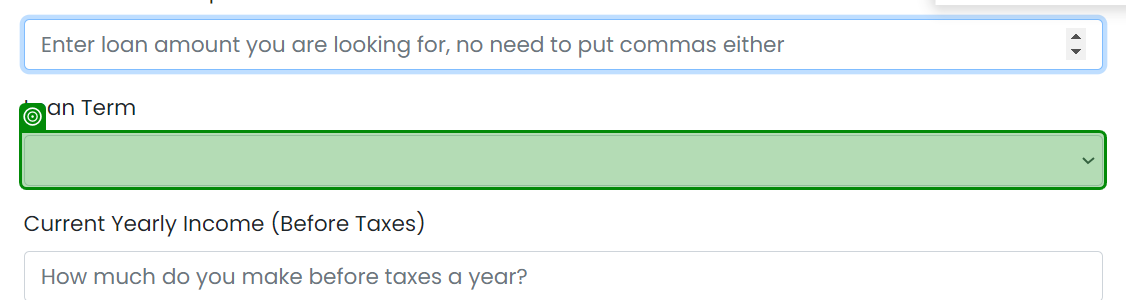 Enter loan amount you are looking for, no need to put commas either
an Term
Current Yearly Income (Before Taxes)
How much do you make before taxes a year?